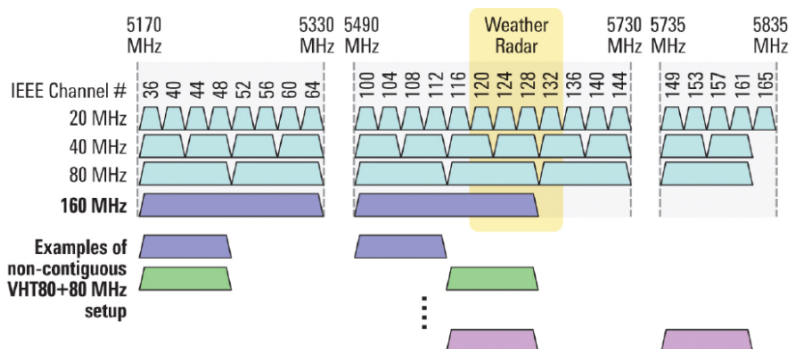 5170 MHz
5330 MHz
5490 MHz
Weather Radar
5730 MHz
5735 MHz
5835 MHz
IEEE Channel # 36 40 44 48 52 56 60 64 100 104 108 112 116 120 124 128 132 136 140 144 149 153 157 161 165
20 MHz
40 MHz
80 MHz
160 MHz
Examples of
non-contiguous
VHT80+80 MHz
setup